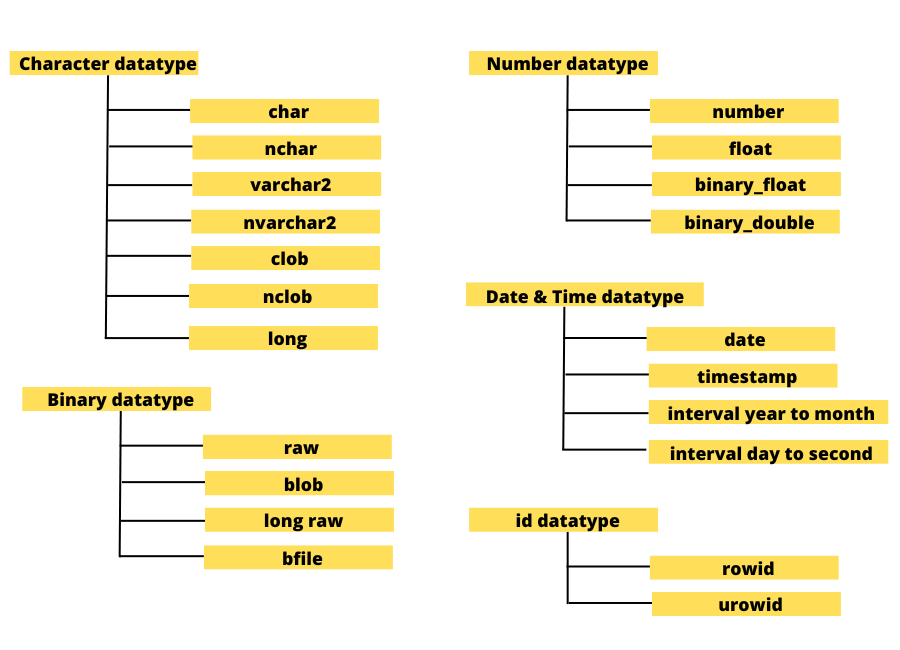 Character datatype
char
nchar
varchar2
nvarchar2
clob
nclob
long
Binary datatype
raw
blob
long raw
bfile
Number datatype
number
float
binary_float
binary_double
Date & Time datatype
date
timestamp
interval year to month
interval day to second
id datatype
rowid
urowid